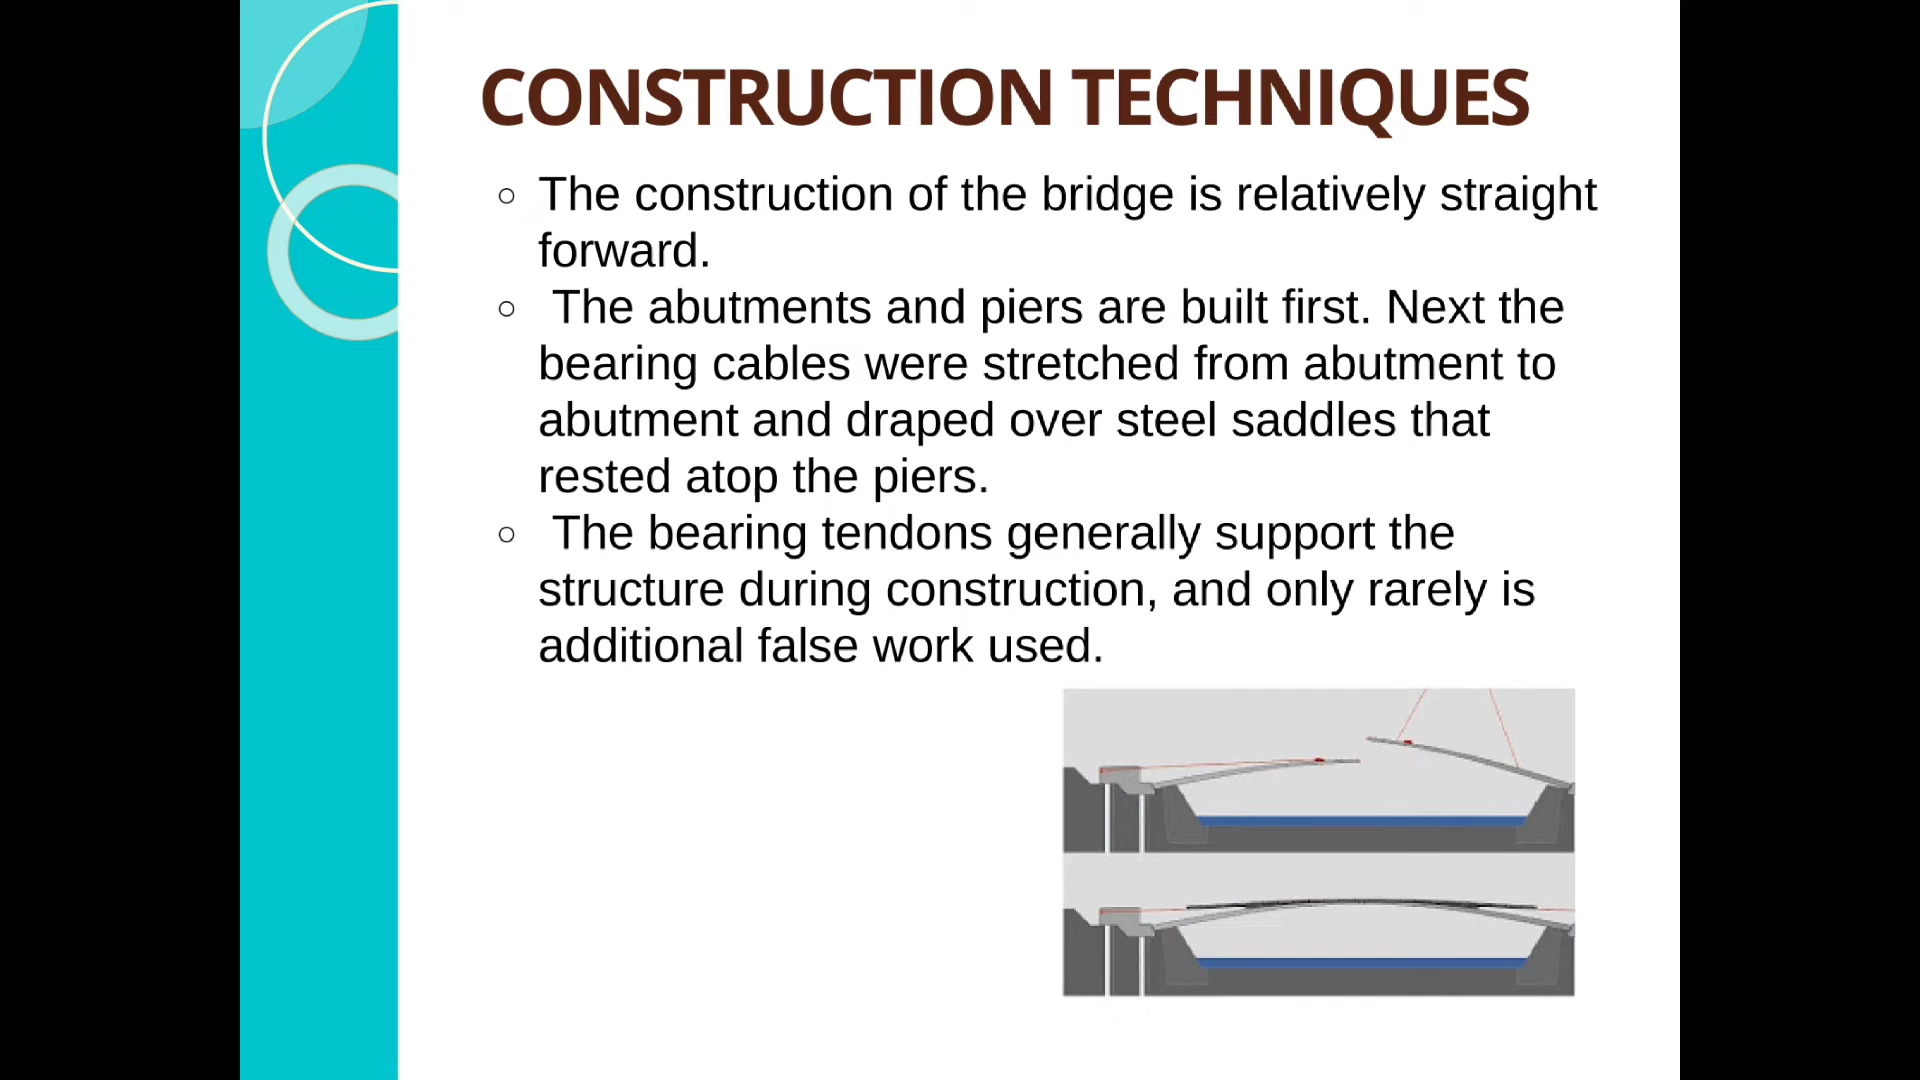 CONSTRUCTION TECHNIQUES
The construction of the bridge is relatively straight
forward.
The abutments and piers are built first. Next the
bearing cables were stretched from abutment to
abutment and draped over steel saddles that
rested atop the piers.
The bearing tendons generally support the
structure during construction, and only rarely is
additional false work used.